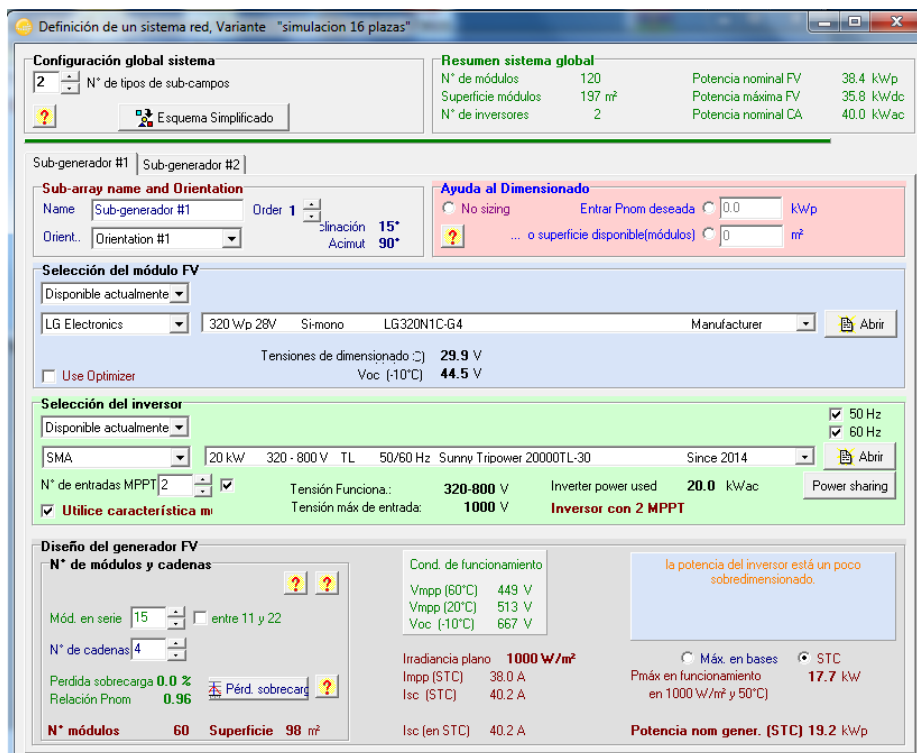 Definición de un sistema red, Variante "simulacion 16 plazas"
Configuración global sistema
2 N° de tipos de sub-campos
? Esquema Simplificado
Resumen sistema global
N° de módulos 120 Potencia nominal FV 38.4 kWp
Superficie módulos 197 m² Potencia máxima FV 35.8 kWdc
N° de inversores 2 Potencia nominal CA 40.0 kWac
Sub-generador #1 Sub-generador #2
Sub-array name and Orientation
Name Sub-generador #1 Order 1
Orient.. Orientation #1 clinación 15°
Acimut 90°
Ayuda al Dimensionado
No sizing Entrar Pnom deseada 0.0 kWp
? ... o superficie disponible(módulos) 0 m²
Selección del módulo FV
Disponible actualmente
LG Electronics 320 Wp 28V Si-mono LG320N1C-G4 Manufacturer Abrir
Tensiones de dimensionado :C) 29.9 V
Use Optimizer Voc (-10°C) 44.5 V
Selección del inversor
Disponible actualmente 50 Hz
60 Hz
SMA 20 kW 320 - 800 V TL 50/60 Hz Sunny Tripower 20000TL-30 Since 2014 Abrir
N° de entradas MPPT 2 Tensión Funciona.: 320-800 V Inverter power used 20.0 kWac Power sharing
Utilice característica mu Tensión máx de entrada: 1000 V Inversor con 2 MPPT
Diseño del generador FV
N° de módulos y cadenas
? ?
Mód. en serie 15 entre 11 y 22
N° de cadenas 4
Perdida sobrecarga 0.0 %
Relación Pnom 0.96 Pérd. sobrecarg ?
N° módulos 60 Superficie 98 m²
Cond. de funcionamiento
Vmpp (60°C) 449 V
Vmpp (20°C) 513 V
Voc (-10°C) 667 V
Irradiancia plano 1000 W/m²
Impp (STC) 38.0 A
Isc (STC) 40.2 A
Isc (en STC) 40.2 A
la potencia del inversor está un poco
sobredimensionado.
Máx. en bases STC
Pmáx en funcionamiento 17.7 kW
en 1000 W/m² y 50°C)
Potencia nom gener. (STC) 19.2 kWp